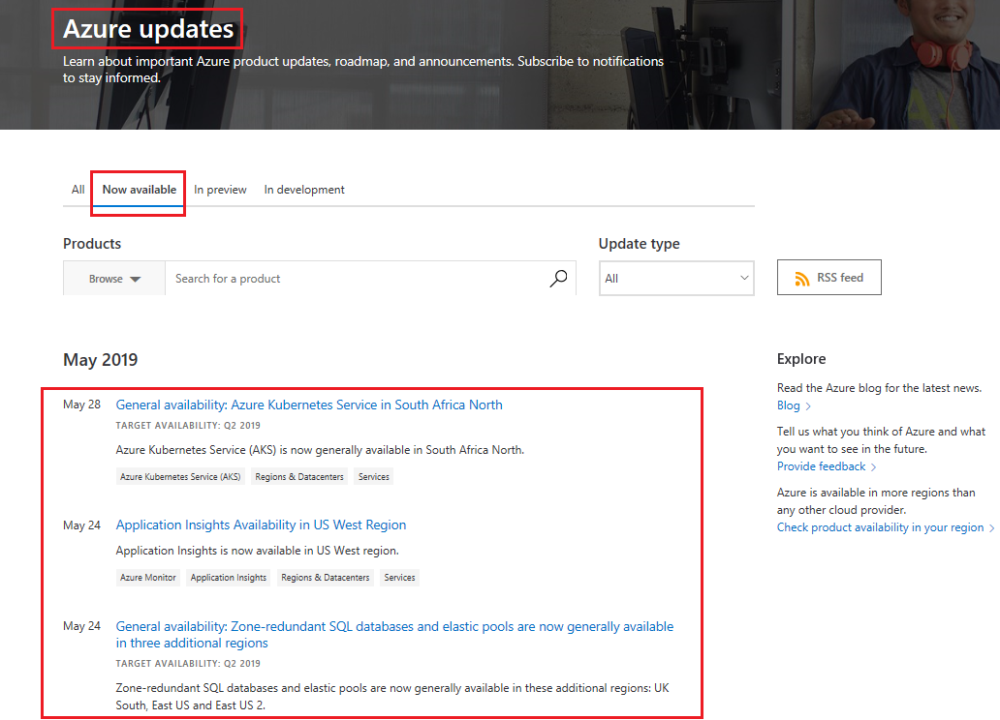 Azure updates
Learn about important Azure product updates, roadmap, and announcements. Subscribe to notifications
to stay informed.
All
Now available
In preview
In development
Products
Update type
Browse
Search for a product
All
RSS feed
May 2019
May 28
General availability: Azure Kubernetes Service in South Africa North
TARGET AVAILABILITY: Q2 2019
Azure Kubernetes Service (AKS) is now generally available in South Africa North.
Azure Kubernetes Service (AKS)
Regions & Datacenters
Services
May 24
Application Insights Availability in US West Region
Application Insights is now available in US West region.
Azure Monitor
Application Insights
Regions & Datacenters
Services
May 24
General availability: Zone-redundant SQL databases and elastic pools are now generally available
in three additional regions
TARGET AVAILABILITY: Q2 2019
Zone-redundant SQL databases and elastic pools are now generally available in these additional regions: UK
South, East US and East US 2.
Explore
Read the Azure blog for the latest news.
Blog
Tell us what you think of Azure and what
you want to see in the future.
Provide feedback
Azure is available in more regions than
any other cloud provider.
Check product availability in your region